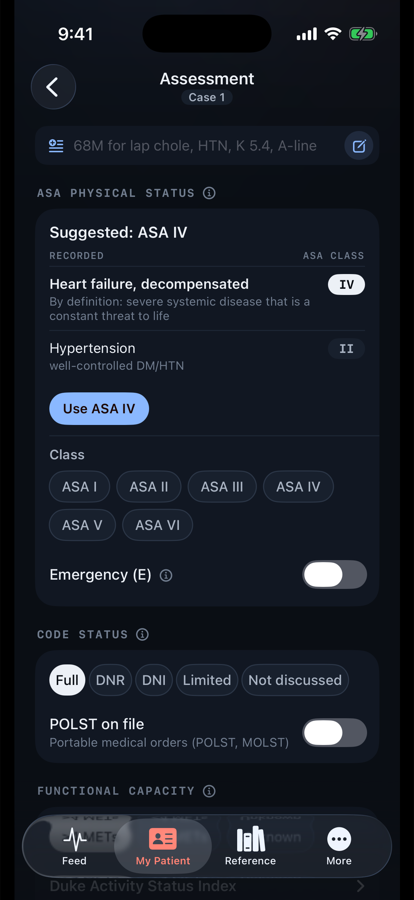 9:41
Assessment
Case 1
68M for lap chole, HTN, K 5.4, A-line
ASA PHYSICAL STATUS
Suggested: ASA IV
RECORDED ASA CLASS
Heart failure, decompensated IV
By definition: severe systemic disease that is a
constant threat to life
Hypertension II
well-controlled DM/HTN
Use ASA IV
Class
ASA I ASA II ASA III ASA IV
ASA V ASA VI
Emergency (E)
CODE STATUS
Full DNR DNI Limited Not discussed
POLST on file
Portable medical orders (POLST, MOLST)
FUNCTIONAL CAPACITY
Feed My Patient Reference More
Duke Activity Status Index